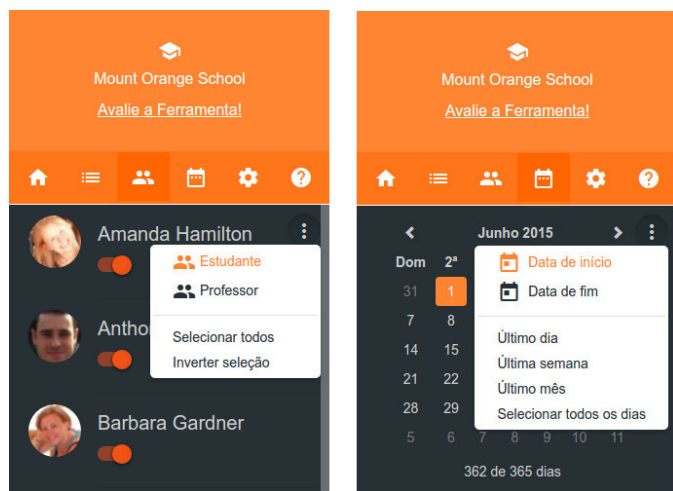 Mount Orange School
Avalie a Ferramenta!
Amanda Hamilton
Estudante
Professor
Selecionar todos
Inverter seleção
Barbara Gardner
Mount Orange School
Avalie a Ferramenta!
Junho 2015
Dom 2ª
31 1
7 8
14 15
21 22
28 29
5 6 7 8 9 10 11
Data de início
Data de fim
Último dia
Última semana
Último mês
Selecionar todos os dias
362 de 365 dias